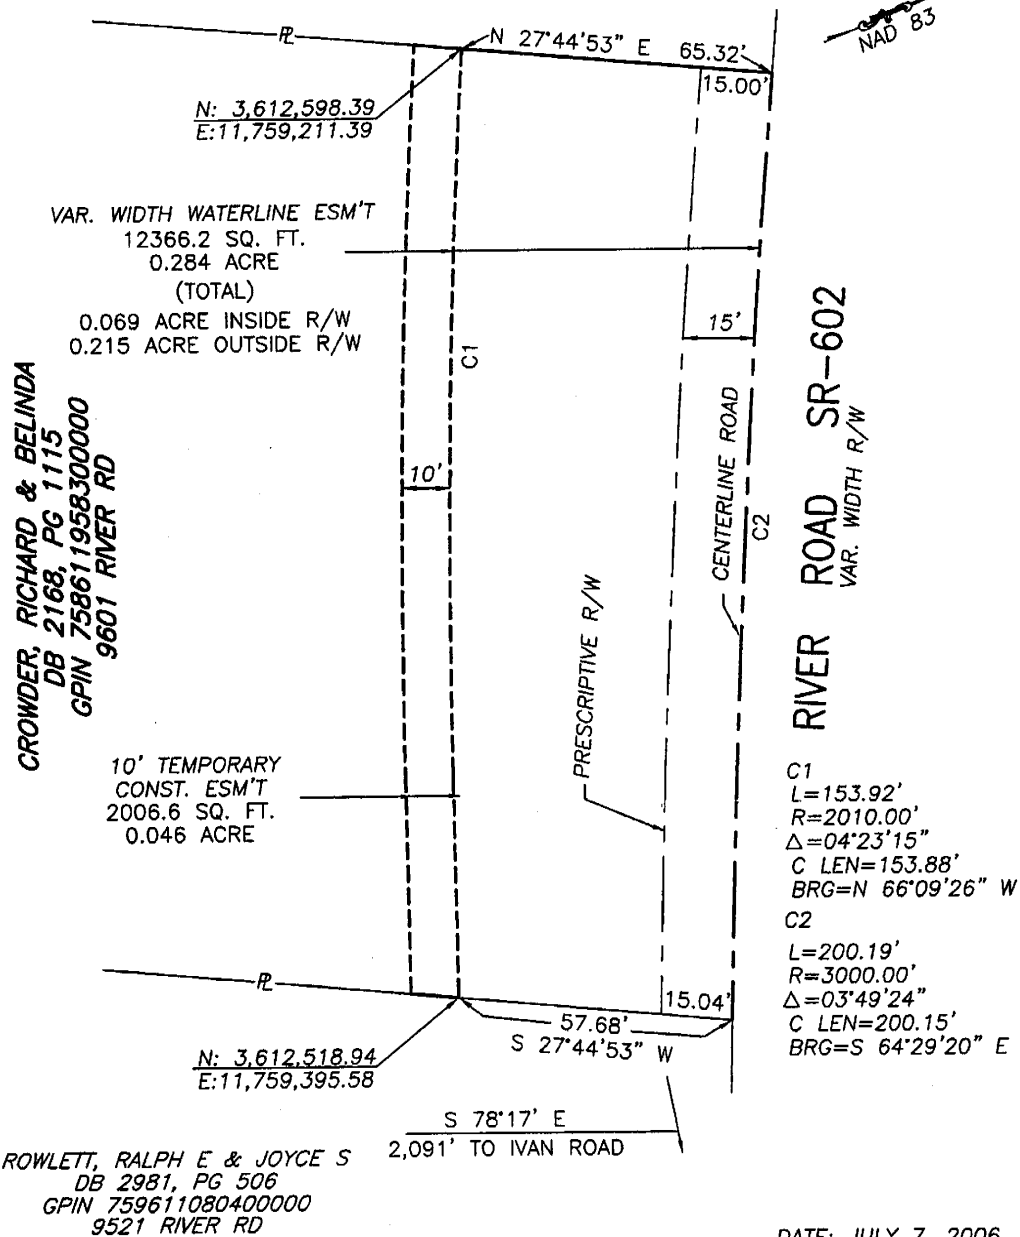 NAD 83
℄
N 27°44'53" E 65.32'
15.00'
N: 3,612,598.39
E:11,759,211.39
VAR. WIDTH WATERLINE ESM'T
12366.2 SQ. FT.
0.284 ACRE
(TOTAL)
0.069 ACRE INSIDE R/W
0.215 ACRE OUTSIDE R/W
C1
15'
CROWDER, RICHARD & BELINDA
DB 2168, PG 1115
GPIN 758611958300000
9601 RIVER RD
10'
CENTERLINE ROAD
C2
RIVER ROAD SR-602
VAR. WIDTH R/W
PRESCRIPTIVE R/W
10' TEMPORARY
CONST. ESM'T
2006.6 SQ. FT.
0.046 ACRE
C1
L=153.92'
R=2010.00'
Δ=04°23'15"
C LEN=153.88'
BRG=N 66°09'26" W
C2
L=200.19'
R=3000.00'
Δ=03°49'24"
C LEN=200.15'
BRG=S 64°29'20" E
℄
15.04'
57.68'
S 27°44'53" W
N: 3,612,518.94
E:11,759,395.58
S 78°17' E
2,091' TO IVAN ROAD
ROWLETT, RALPH E & JOYCE S
DB 2981, PG 506
GPIN 759611080400000
9521 RIVER RD
DATE: JULY 7, 2006